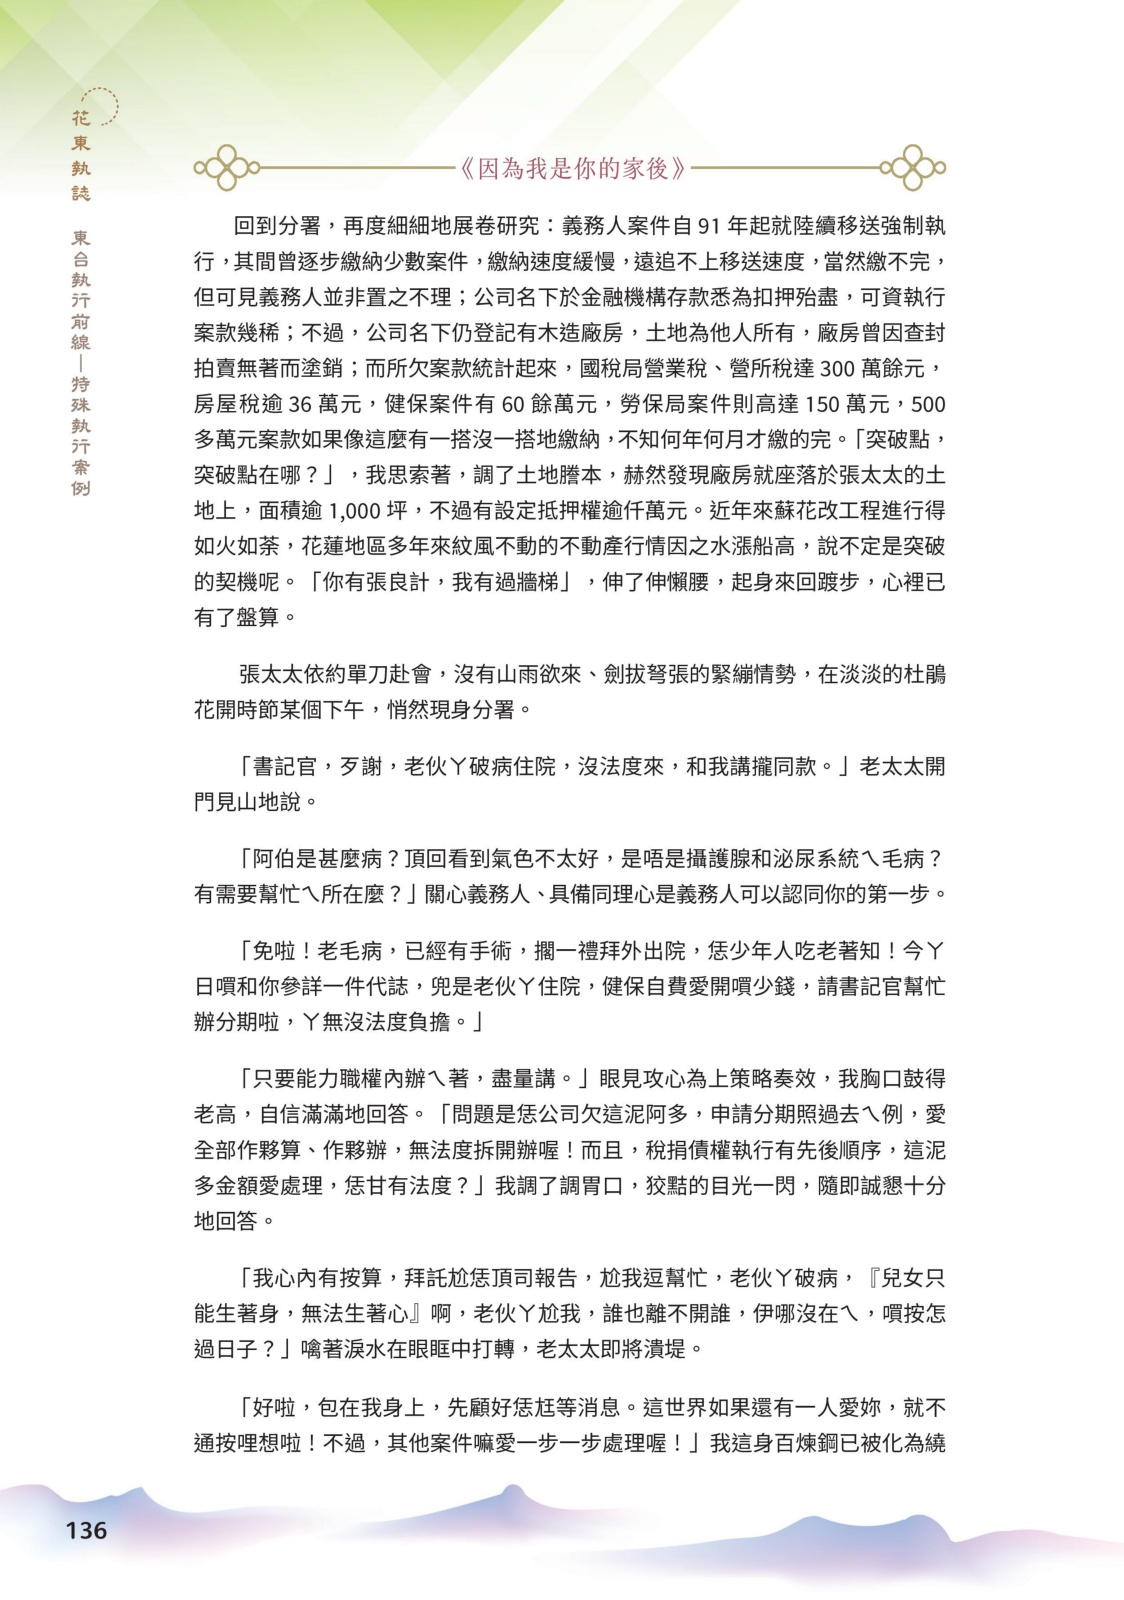 花東執誌 東台執行前線—特殊執行案例
《因為我是你的家後》
回到分署，再度細細地展卷研究：義務人案件自 91 年起就陸續移送強制執
行，其間曾逐步繳納少數案件，繳納速度緩慢，遠追不上移送速度，當然繳不完，
但可見義務人並非置之不理；公司名下於金融機構存款悉為扣押殆盡，可資執行
案款幾稀；不過，公司名下仍登記有木造廠房，土地為他人所有，廠房曾因查封
拍賣無著而塗銷；而所欠案款統計起來，國稅局營業稅、營所稅達 300 萬餘元，
房屋稅逾 36 萬元，健保案件有 60 餘萬元，勞保局案件則高達 150 萬元，500
多萬元案款如果像這麼有一搭沒一搭地繳納，不知何年何月才繳的完。「突破點，
突破點在哪？」，我思索著，調了土地謄本，赫然發現廠房就座落於張太太的土
地上，面積逾 1,000 坪，不過有設定抵押權逾仟萬元。近年來蘇花改工程進行得
如火如荼，花蓮地區多年來紋風不動的不動產行情因之水漲船高，說不定是突破
的契機呢。「你有張良計，我有過牆梯」，伸了伸懶腰，起身來回踱步，心裡已
有了盤算。
張太太依約單刀赴會，沒有山雨欲來、劍拔弩張的緊繃情勢，在淡淡的杜鵑
花開時節某個下午，悄然現身分署。
「書記官，歹謝，老伙ㄚ破病住院，沒法度來，和我講攏同款。」老太太開
門見山地說。
「阿伯是甚麼病？頂回看到氣色不太好，是唔是攝護腺和泌尿系統ㄟ毛病？
有需要幫忙ㄟ所在麼？」關心義務人、具備同理心是義務人可以認同你的第一步。
「免啦！老毛病，已經有手術，擱一禮拜外出院，恁少年人吃老著知！今ㄚ
日嘪和你參詳一件代誌，兜是老伙ㄚ住院，健保自費愛開嘪少錢，請書記官幫忙
辦分期啦，ㄚ無沒法度負擔。」
「只要能力職權內辦ㄟ著，盡量講。」眼見攻心為上策略奏效，我胸口鼓得
老高，自信滿滿地回答。「問題是恁公司欠這泥阿多，申請分期照過去ㄟ例，愛
全部作夥算、作夥辦，無法度拆開辦喔！而且，稅捐債權執行有先後順序，這泥
多金額愛處理，恁甘有法度？」我調了調胃口，狡黠的目光一閃，隨即誠懇十分
地回答。
「我心內有按算，拜託尬恁頂司報告，尬我逗幫忙，老伙ㄚ破病，『兒女只
能生著身，無法生著心』啊，老伙ㄚ尬我，誰也離不開誰，伊哪沒在ㄟ，嘪按怎
過日子？」噙著淚水在眼眶中打轉，老太太即將潰堤。
「好啦，包在我身上，先顧好恁尪等消息。這世界如果還有一人愛妳，就不
通按哩想啦！不過，其他案件嘛愛一步一步處理喔！」我這身百煉鋼已被化為繞
136